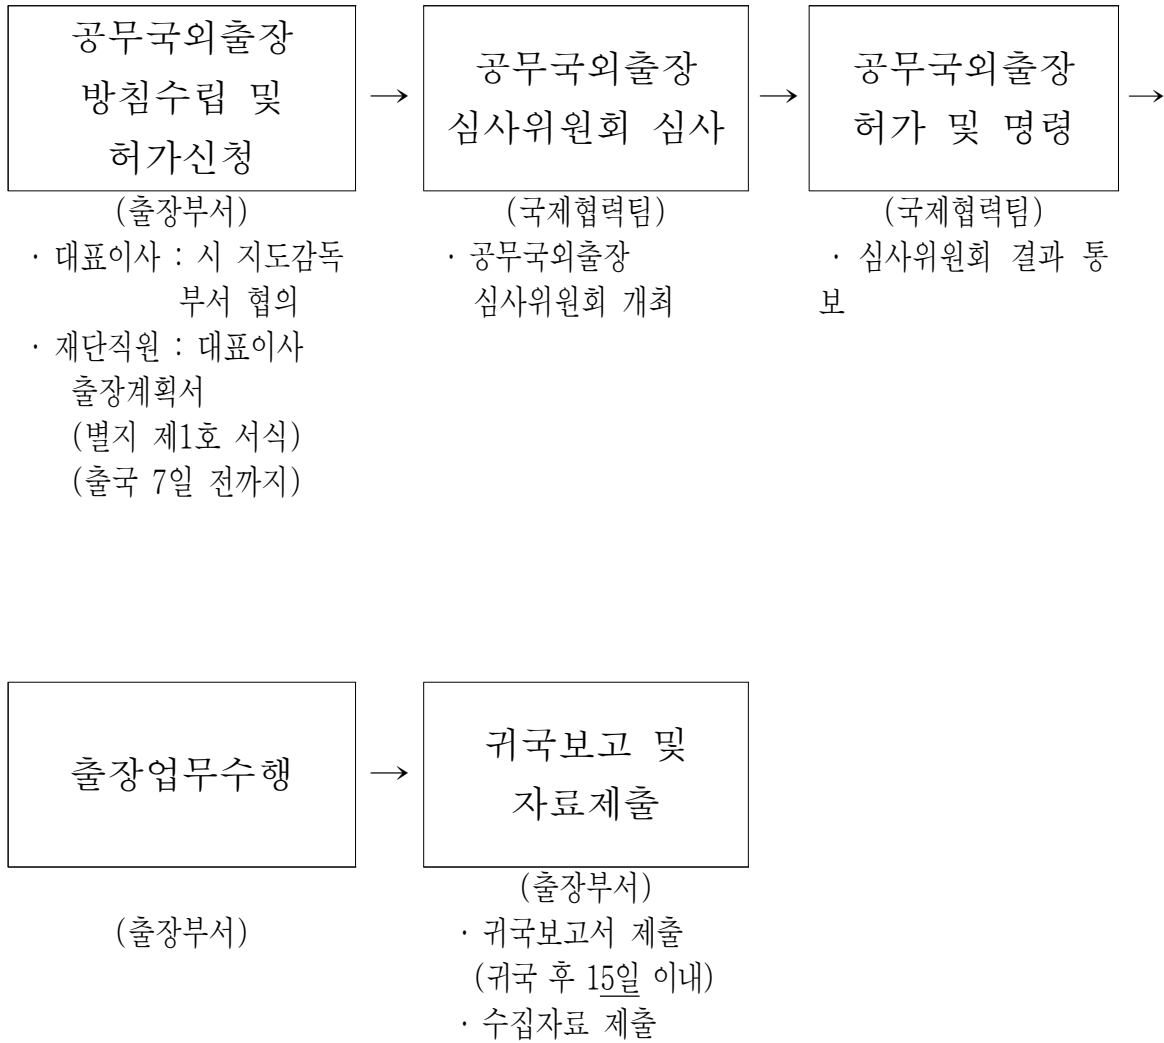 공무국외출장
방침수립 및
허가신청
→
공무국외출장
심사위원회 심사
→
공무국외출장
허가 및 명령
→
(출장부서)
· 대표이사 : 시 지도감독
부서 협의
· 재단직원 : 대표이사
출장계획서
(별지 제1호 서식)
(출국 7일 전까지)
(국제협력팀)
· 공무국외출장
심사위원회 개최
(국제협력팀)
· 심사위원회 결과 통
보
출장업무수행
→
귀국보고 및
자료제출
(출장부서)
(출장부서)
· 귀국보고서 제출
(귀국 후 15일 이내)
· 수집자료 제출